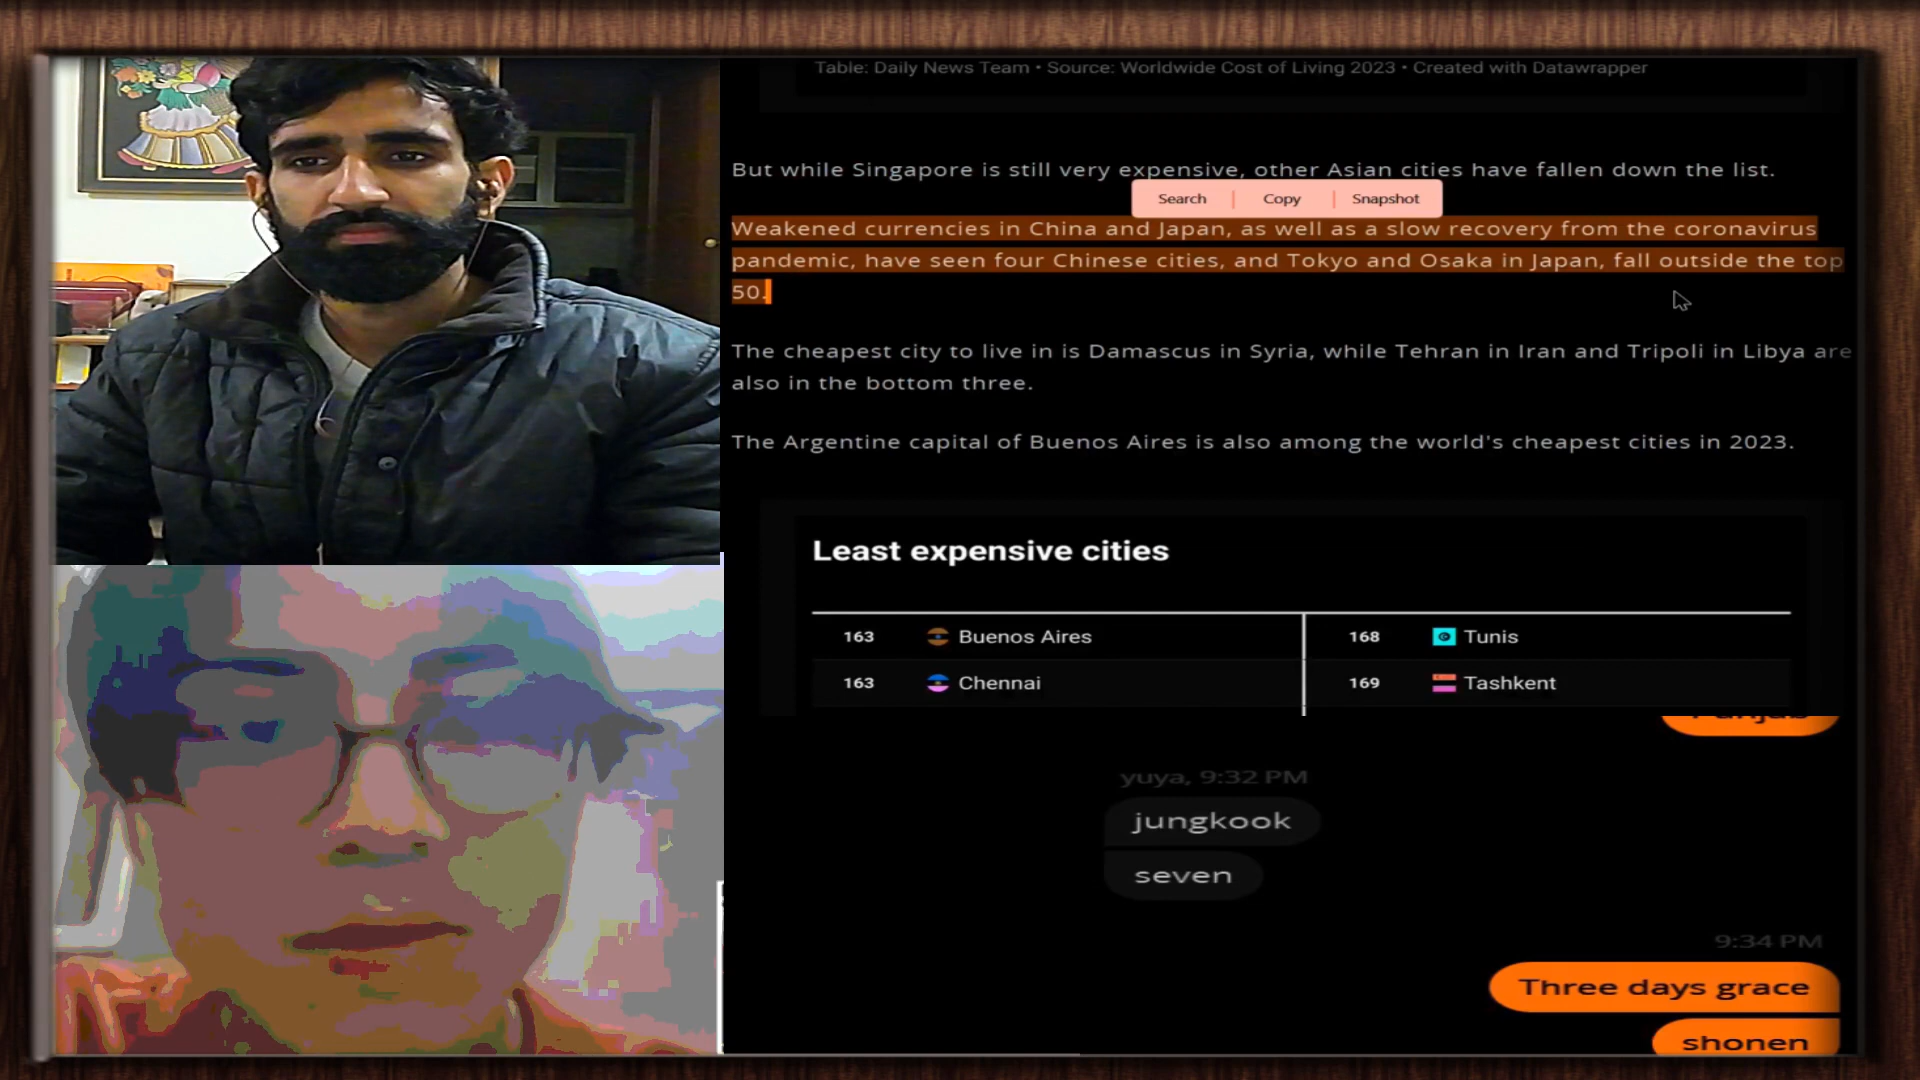 Table: Daily News Team • Source: Worldwide Cost of Living 2023 • Created with Datawrapper
But while Singapore is still very expensive, other Asian cities have fallen down the list.
Search Copy Snapshot
Weakened currencies in China and Japan, as well as a slow recovery from the coronavirus
pandemic, have seen four Chinese cities, and Tokyo and Osaka in Japan, fall outside the top
50.
The cheapest city to live in is Damascus in Syria, while Tehran in Iran and Tripoli in Libya are
also in the bottom three.
The Argentine capital of Buenos Aires is also among the world's cheapest cities in 2023.
Least expensive cities
163 Buenos Aires 168 Tunis
163 Chennai 169 Tashkent
yuya, 9:32 PM
jungkook
seven
9:34 PM
Three days grace
shonen